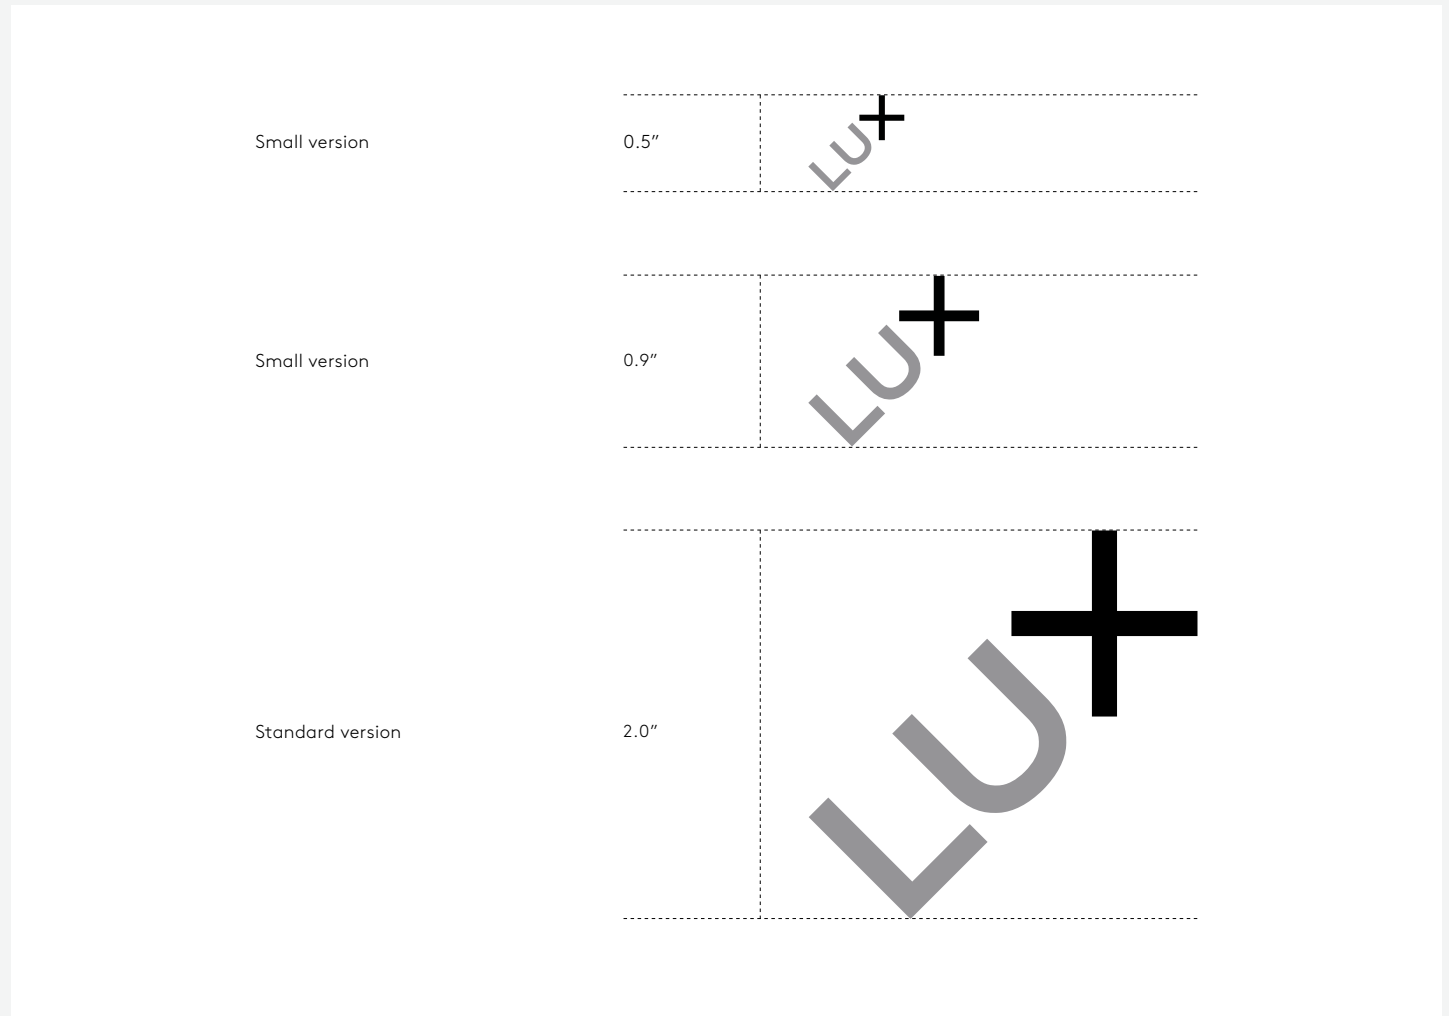 Small version
0.5″
LU+
Small version
0.9″
LU+
Standard version
2.0″
LU+